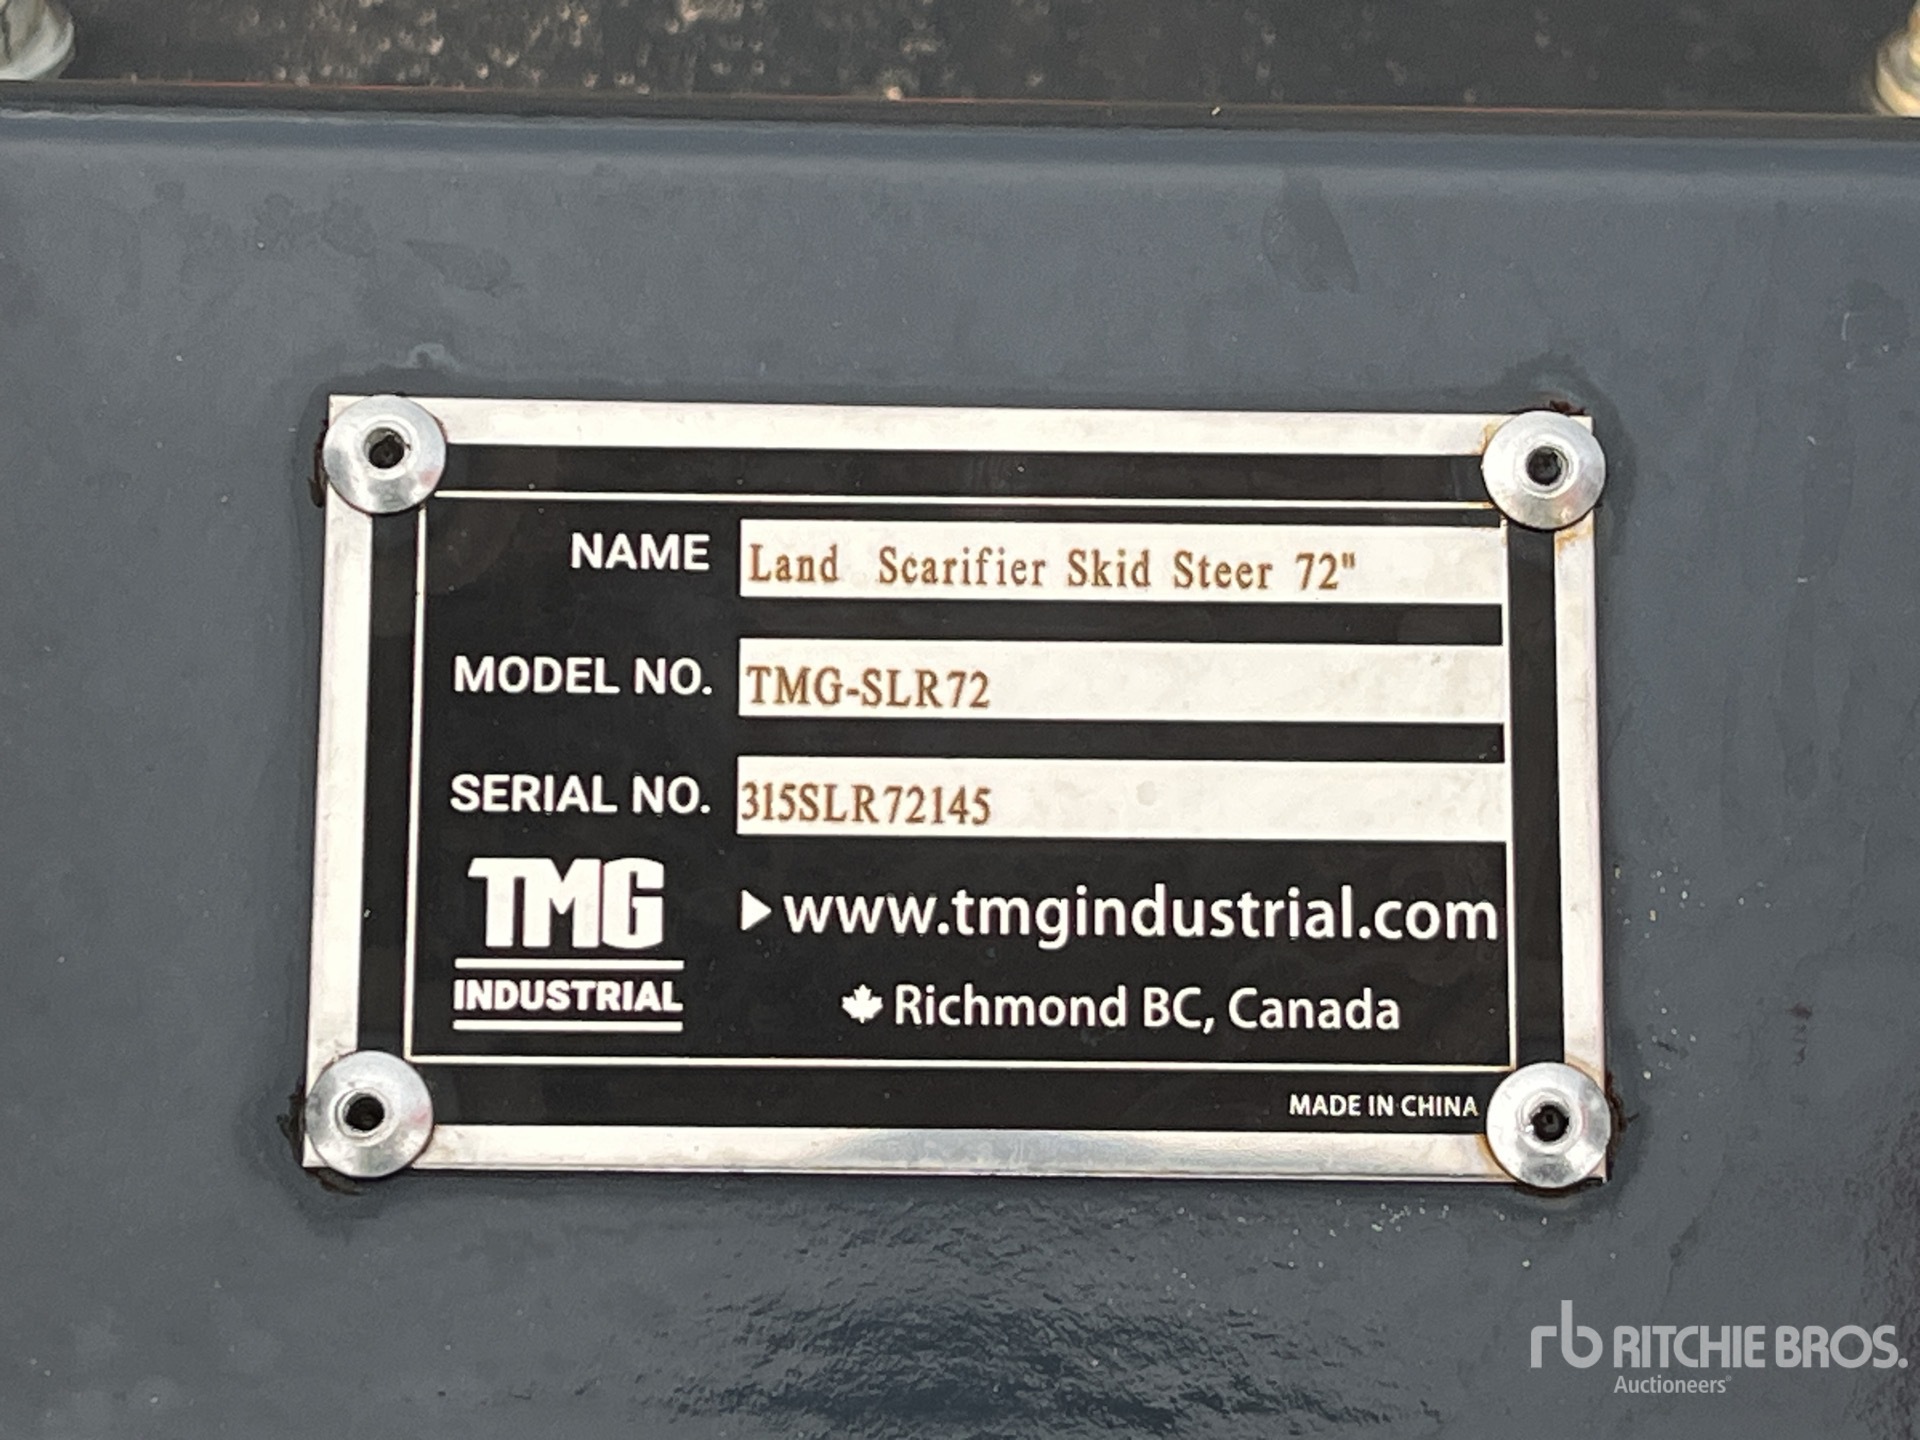 NAME Land Scarifier Skid Steer 72"
MODEL NO. TMG-SLR72
SERIAL NO. 315SLR72145
TMG
INDUSTRIAL
www.tmgindustrial.com
Richmond BC, Canada
MADE IN CHINA
rb RITCHIE BROS.
Auctioneers